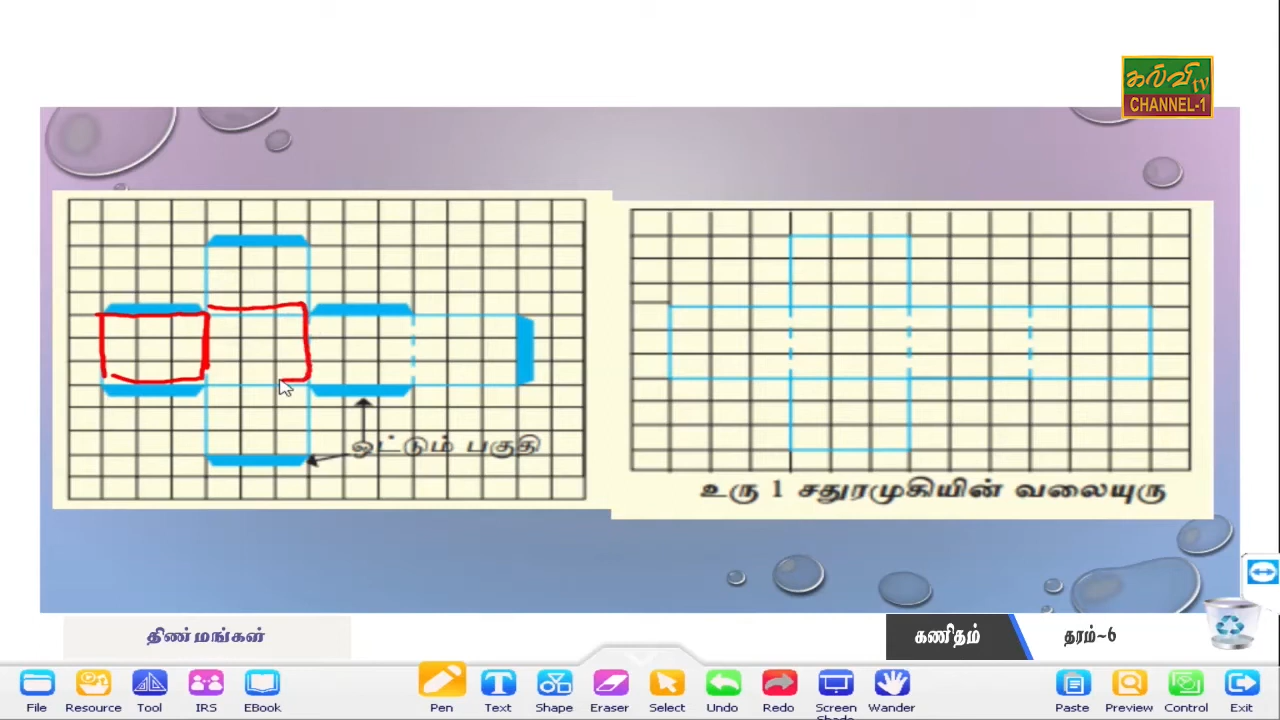 கல்வி tv
CHANNEL-1
ஒட்டும் பகுதி
உரு 1 சதுரமுகியின் வலையுரு
திண்மங்கள்
கணிதம்
தரம்-6
File
Resource
Tool
IRS
EBook
Pen
Text
Shape
Eraser
Select
Undo
Redo
Screen
Wander
Paste
Preview
Control
Exit